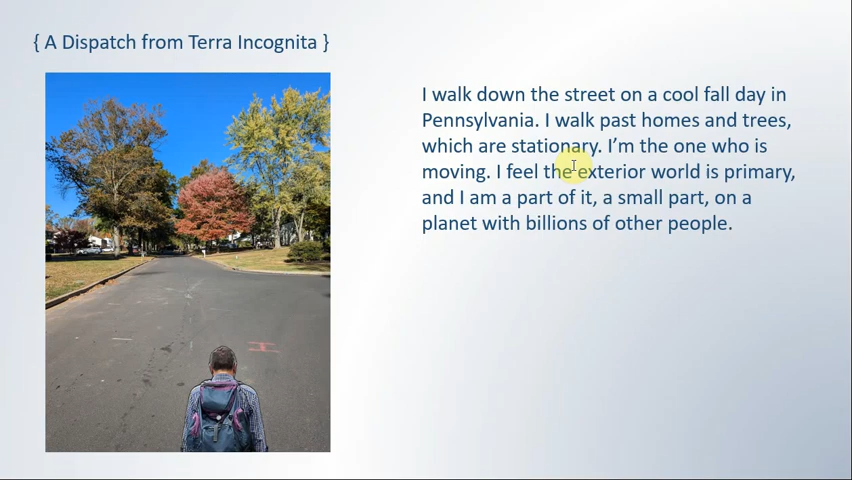 { A Dispatch from Terra Incognita }
I walk down the street on a cool fall day in
Pennsylvania. I walk past homes and trees,
which are stationary. I’m the one who is
moving. I feel the exterior world is primary,
and I am a part of it, a small part, on a
planet with billions of other people.